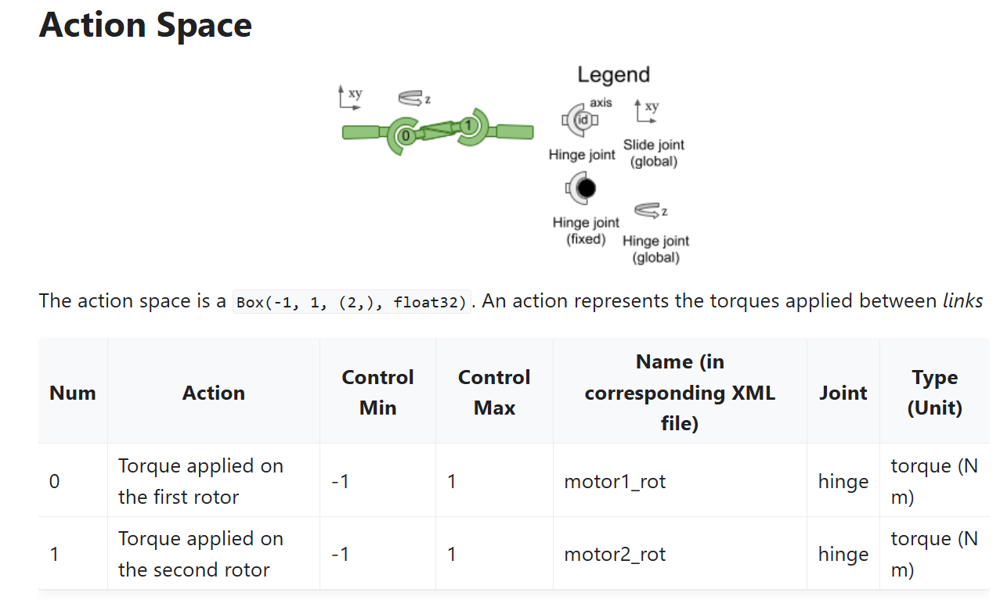 Action Space
Legend
xy
z
axis
xy
id
0
1
Hinge joint
Slide joint
(global)
z
Hinge joint
(fixed)
Hinge joint
(global)
The action space is a Box(-1, 1, (2,), float32). An action represents the torques applied between links
Num
Action
Control
Min
Control
Max
Name (in
corresponding XML
file)
Joint
Type
(Unit)
0
Torque applied on
the first rotor
-1
1
motor1_rot
hinge
torque (N
m)
1
Torque applied on
the second rotor
-1
1
motor2_rot
hinge
torque (N
m)